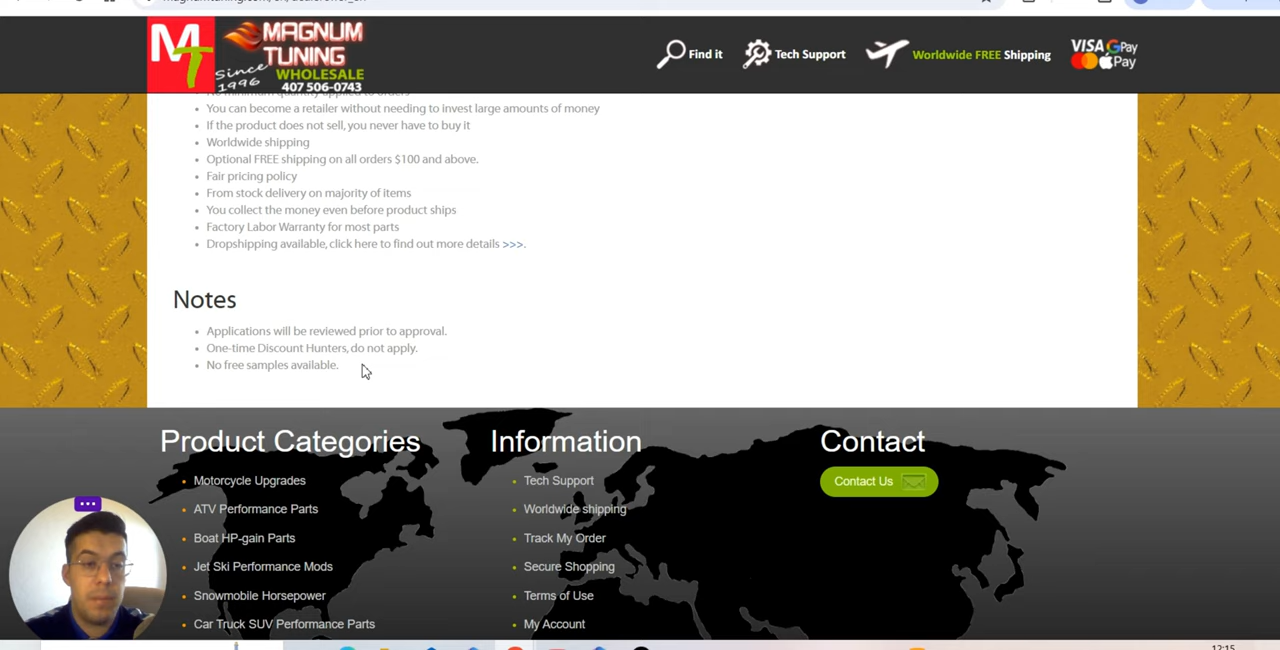 MT
MAGNUM
TUNING
Since
1996
WHOLESALE
407 506-0743
Find it
Tech Support
Worldwide FREE Shipping
VISA G Pay
Pay
You can become a retailer without needing to invest large amounts of money
If the product does not sell, you never have to buy it
Worldwide shipping
Optional FREE shipping on all orders $100 and above.
Fair pricing policy
From stock delivery on majority of items
You collect the money even before product ships
Factory Labor Warranty for most parts
Dropshipping available, click here to find out more details >>>.
Notes
Applications will be reviewed prior to approval.
One-time Discount Hunters, do not apply.
No free samples available.
Product Categories
Motorcycle Upgrades
ATV Performance Parts
Boat HP-gain Parts
Jet Ski Performance Mods
Snowmobile Horsepower
Car Truck SUV Performance Parts
Information
Tech Support
Worldwide shipping
Track My Order
Secure Shopping
Terms of Use
My Account
Contact
Contact Us
12:15